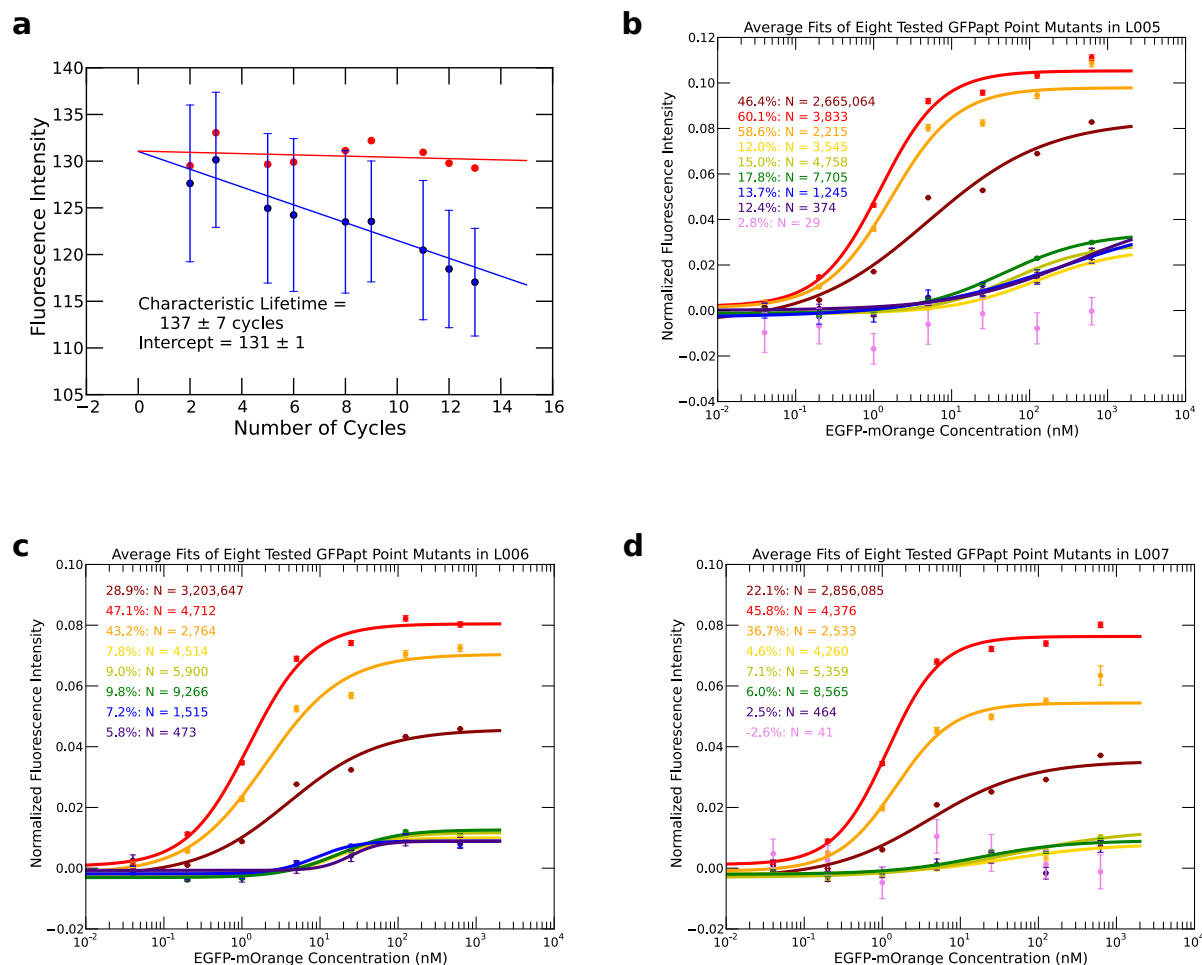 a
140
135
130
125
120
115
110
105
−2
0
2
4
6
8
10
12
14
16
Fluorescence Intensity
Number of Cycles
Characteristic Lifetime =
137 ± 7 cycles
Intercept = 131 ± 1
b
Average Fits of Eight Tested GFPapt Point Mutants in L005
0.12
0.10
0.08
0.06
0.04
0.02
0.00
−0.02
−0.04
Normalized Fluorescence Intensity
46.4%: N = 2,665,064
60.1%: N = 3,833
58.6%: N = 2,215
12.0%: N = 3,545
15.0%: N = 4,758
17.8%: N = 7,705
13.7%: N = 1,245
12.4%: N = 374
2.8%: N = 29
10⁻²
10⁻¹
10⁰
10¹
10²
10³
10⁴
EGFP-mOrange Concentration (nM)
c
Average Fits of Eight Tested GFPapt Point Mutants in L006
0.10
0.08
0.06
0.04
0.02
0.00
−0.02
Normalized Fluorescence Intensity
28.9%: N = 3,203,647
47.1%: N = 4,712
43.2%: N = 2,764
7.8%: N = 4,514
9.0%: N = 5,900
9.8%: N = 9,266
7.2%: N = 1,515
5.8%: N = 473
10⁻²
10⁻¹
10⁰
10¹
10²
10³
10⁴
EGFP-mOrange Concentration (nM)
d
Average Fits of Eight Tested GFPapt Point Mutants in L007
0.10
0.08
0.06
0.04
0.02
0.00
−0.02
Normalized Fluorescence Intensity
22.1%: N = 2,856,085
45.8%: N = 4,376
36.7%: N = 2,533
4.6%: N = 4,260
7.1%: N = 5,359
6.0%: N = 8,565
2.5%: N = 464
-2.6%: N = 41
10⁻²
10⁻¹
10⁰
10¹
10²
10³
10⁴
EGFP-mOrange Concentration (nM)